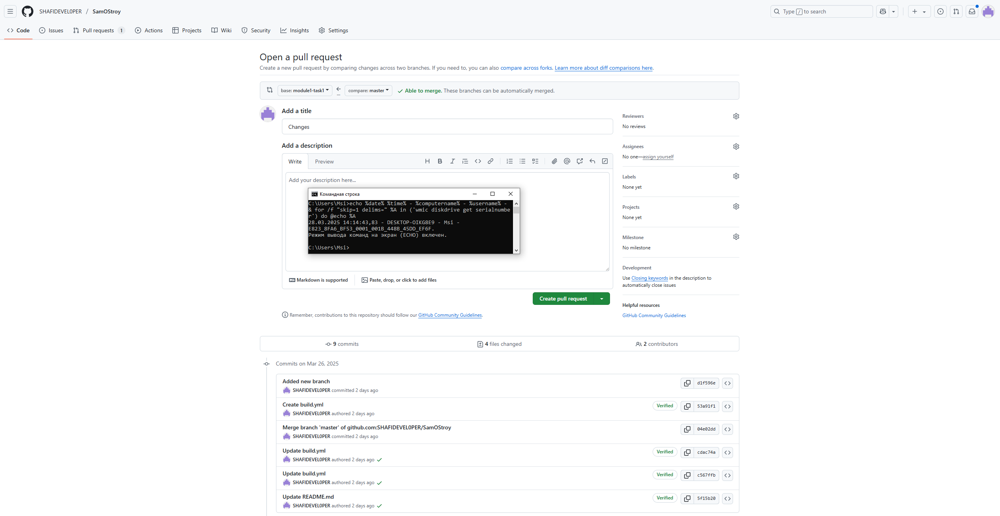 SHAFIDEVEL0PER / SamOStroy
Type / to search
Code
Issues
Pull requests 1
Actions
Projects
Wiki
Security
Insights
Settings
Open a pull request
Create a new pull request by comparing changes across two branches. If you need to, you can also compare across forks. Learn more about diff comparisons here.
base: module1-task1
...
compare: master
Able to merge. These branches can be automatically merged.
Add a title
Changes
Add a description
Write
Preview
Add your description here...
Командная строка
C:\Users\Msi>echo %date% %time% - %computername% - %username% -
& for /f "skip=1 delims=" %A in ('wmic diskdrive get serialnumbe
r') do @echo %A
28.03.2025 14:14:43,83 - DESKTOP-OIKG8E9 - Msi -
E823_8FA6_BF53_0001_001B_448B_45DD_EF6F.
Режим вывода команд на экран (ECHO) включен.
C:\Users\Msi>
Markdown is supported
Paste, drop, or click to add files
Create pull request
Remember, contributions to this repository should follow our GitHub Community Guidelines.
Reviewers
No reviews
Assignees
No one—assign yourself
Labels
None yet
Projects
None yet
Milestone
No milestone
Development
Use Closing keywords in the description to
automatically close issues
Helpful resources
GitHub Community Guidelines
9 commits
4 files changed
2 contributors
Commits on Mar 26, 2025
Added new branch
SHAFIDEVEL0PER committed 2 days ago
d1f596e
Create build.yml
SHAFIDEVEL0PER authored 2 days ago
Verified
53a91f1
Merge branch 'master' of github.com:SHAFIDEVEL0PER/SamOStroy
SHAFIDEVEL0PER committed 2 days ago
04e02dd
Update build.yml
SHAFIDEVEL0PER authored 2 days ago
Verified
cdac74a
Update build.yml
SHAFIDEVEL0PER authored 2 days ago
Verified
c567ffb
Update README.md
SHAFIDEVEL0PER authored 2 days ago
Verified
5f15b20